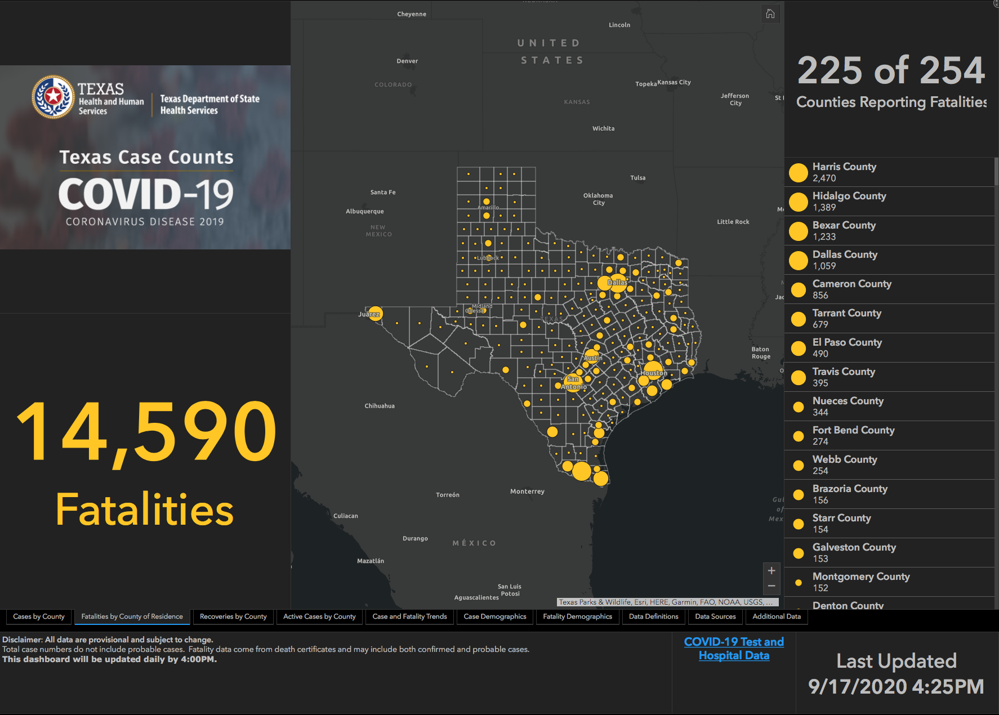 TEXAS
Health and Human
Services
Texas Department of State
Health Services
Texas Case Counts
COVID-19
CORONAVIRUS DISEASE 2019
14,590
Fatalities
Cheyenne
Lincoln
UNITED
STATES
Denver
COLORADO
Topeka
Kansas City
KANSAS
Jefferson
City
Wichita
Tulsa
Santa Fe
Oklahoma
City
Albuquerque
Amarillo
NEW
MEXICO
Little Rock
Lubbock
Dallas
Midland
Odessa
Juárez
TEXAS
Baton
Rouge
Austin
Houston
San
Antonio
Chihuahua
Torreón
Monterrey
Culiacan
Durango
MÉXICO
Mazatlán
San Luis
Potosi
Aguascalientes
Texas Parks & Wildlife, Esri, HERE, Garmin, FAO, NOAA, USGS, ...
225 of 254
Counties Reporting Fatalities
Harris County
2,470
Hidalgo County
1,389
Bexar County
1,233
Dallas County
1,059
Cameron County
856
Tarrant County
679
El Paso County
490
Travis County
395
Nueces County
344
Fort Bend County
274
Webb County
254
Brazoria County
156
Starr County
154
Galveston County
153
Montgomery County
152
Denton County
Cases by County
Fatalities by County of Residence
Recoveries by County
Active Cases by County
Case and Fatality Trends
Case Demographics
Fatality Demographics
Data Definitions
Data Sources
Additional Data
Disclaimer: All data are provisional and subject to change.
Total case numbers do not include probable cases. Fatality data come from death certificates and may include both confirmed and probable cases.
This dashboard will be updated daily by 4:00PM.
COVID-19 Test and
Hospital Data
Last Updated
9/17/2020 4:25PM